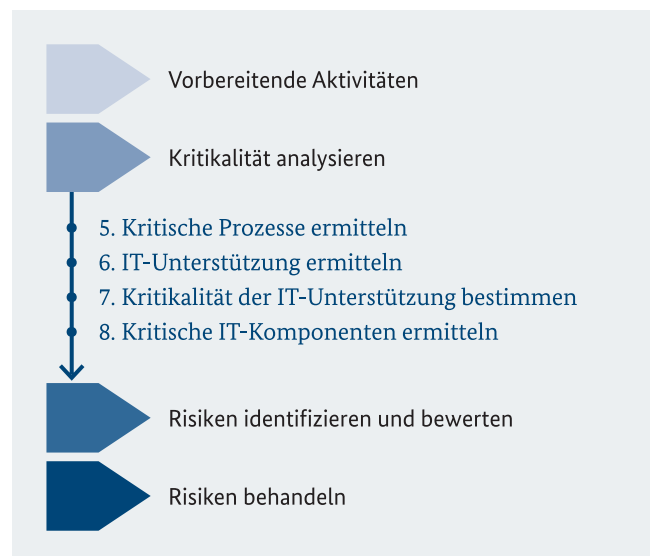 Vorbereitende Aktivitäten
Kritikalität analysieren
5. Kritische Prozesse ermitteln
6. IT-Unterstützung ermitteln
7. Kritikalität der IT-Unterstützung bestimmen
8. Kritische IT-Komponenten ermitteln
Risiken identifizieren und bewerten
Risiken behandeln